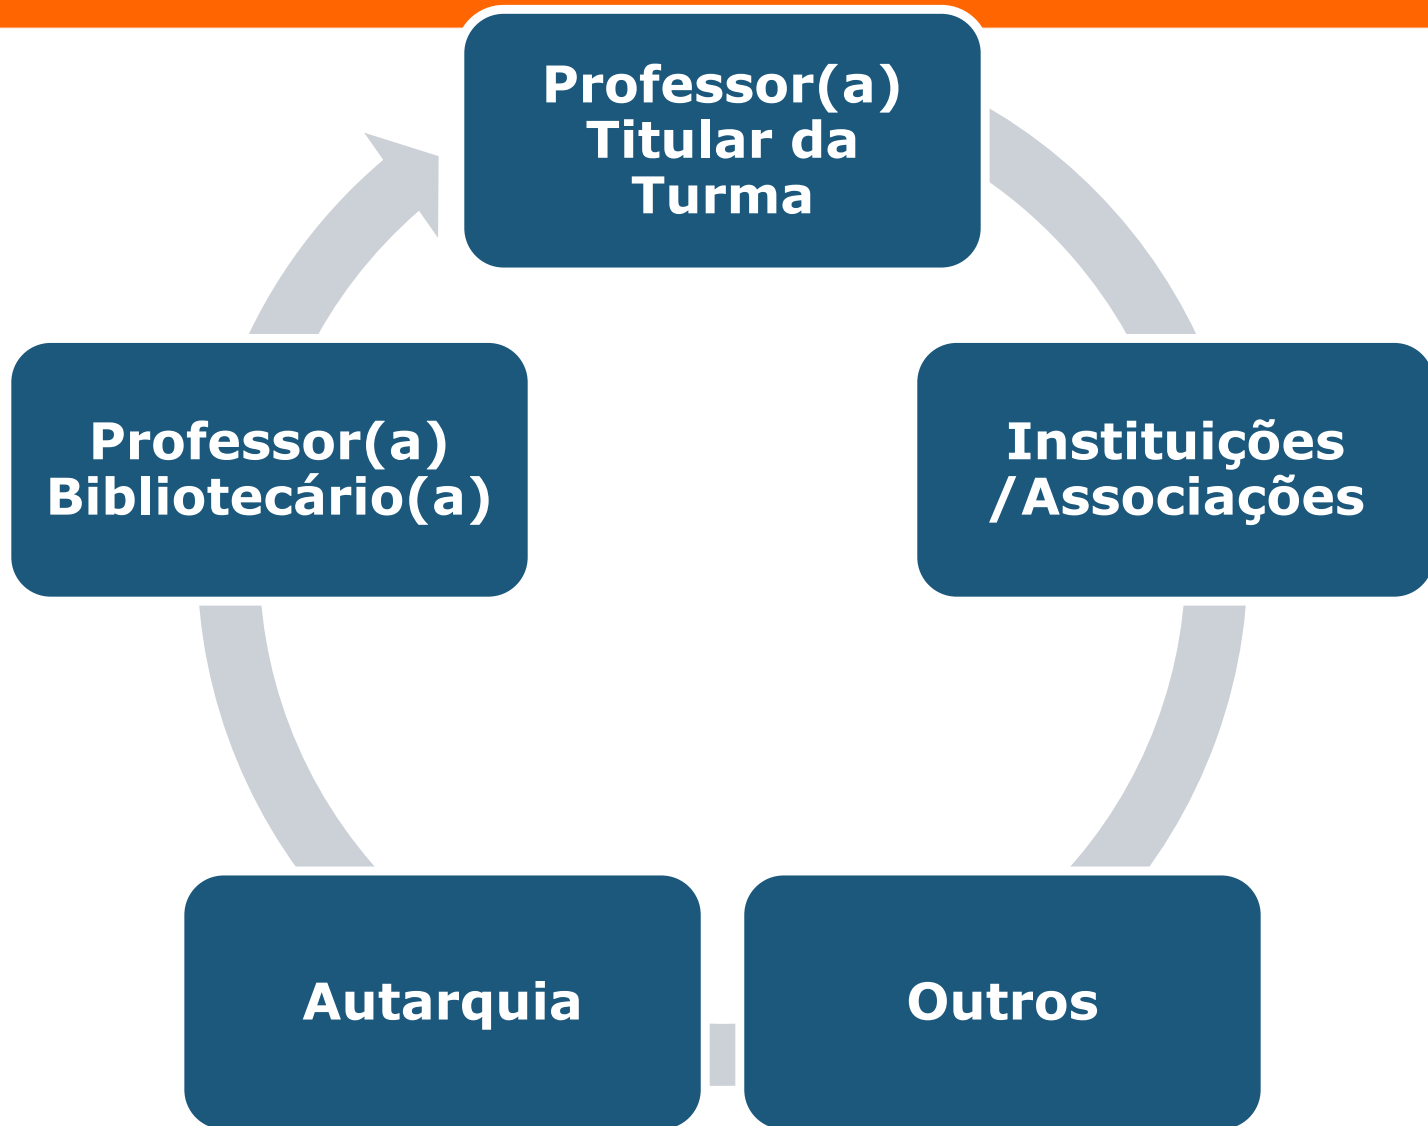 Professor(a)
Titular da
Turma
Instituições
/Associações
Outros
Autarquia
Professor(a)
Bibliotecário(a)